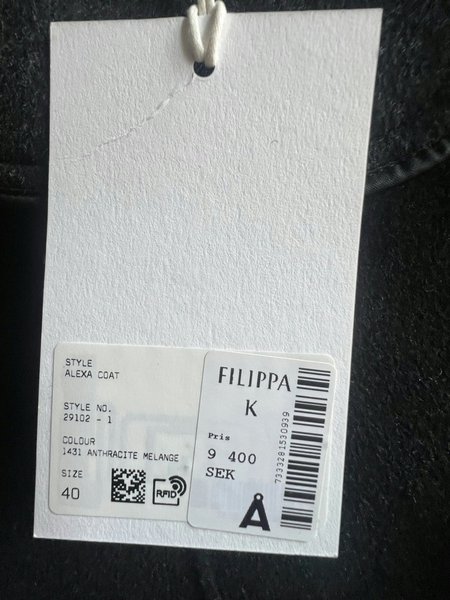 STYLE
ALEXA COAT
STYLE NO.
29102 - 1
COLOUR
1431 ANTHRACITE MELANGE
SIZE
40
RFID
FILIPPA
K
Pris
9 400
SEK
Å
7333281530939